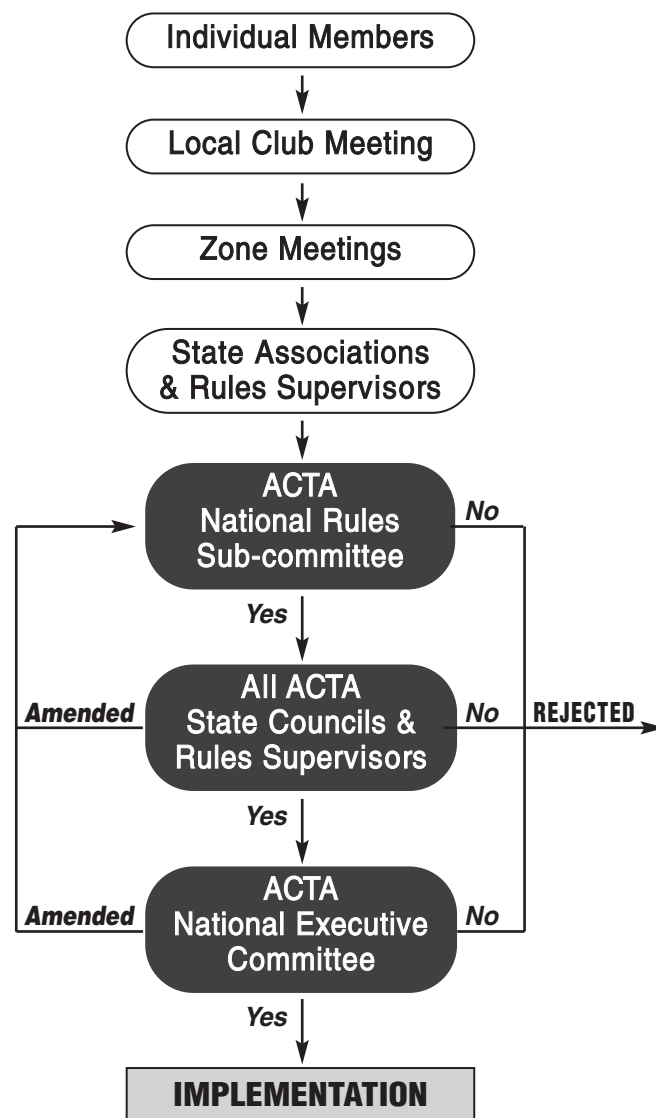 Individual Members
Local Club Meeting
Zone Meetings
State Associations
& Rules Supervisors
ACTA
National Rules
Sub-committee
No
Yes
All ACTA
State Councils &
Rules Supervisors
Amended
No
REJECTED
Yes
ACTA
National Executive
Committee
Amended
No
Yes
IMPLEMENTATION